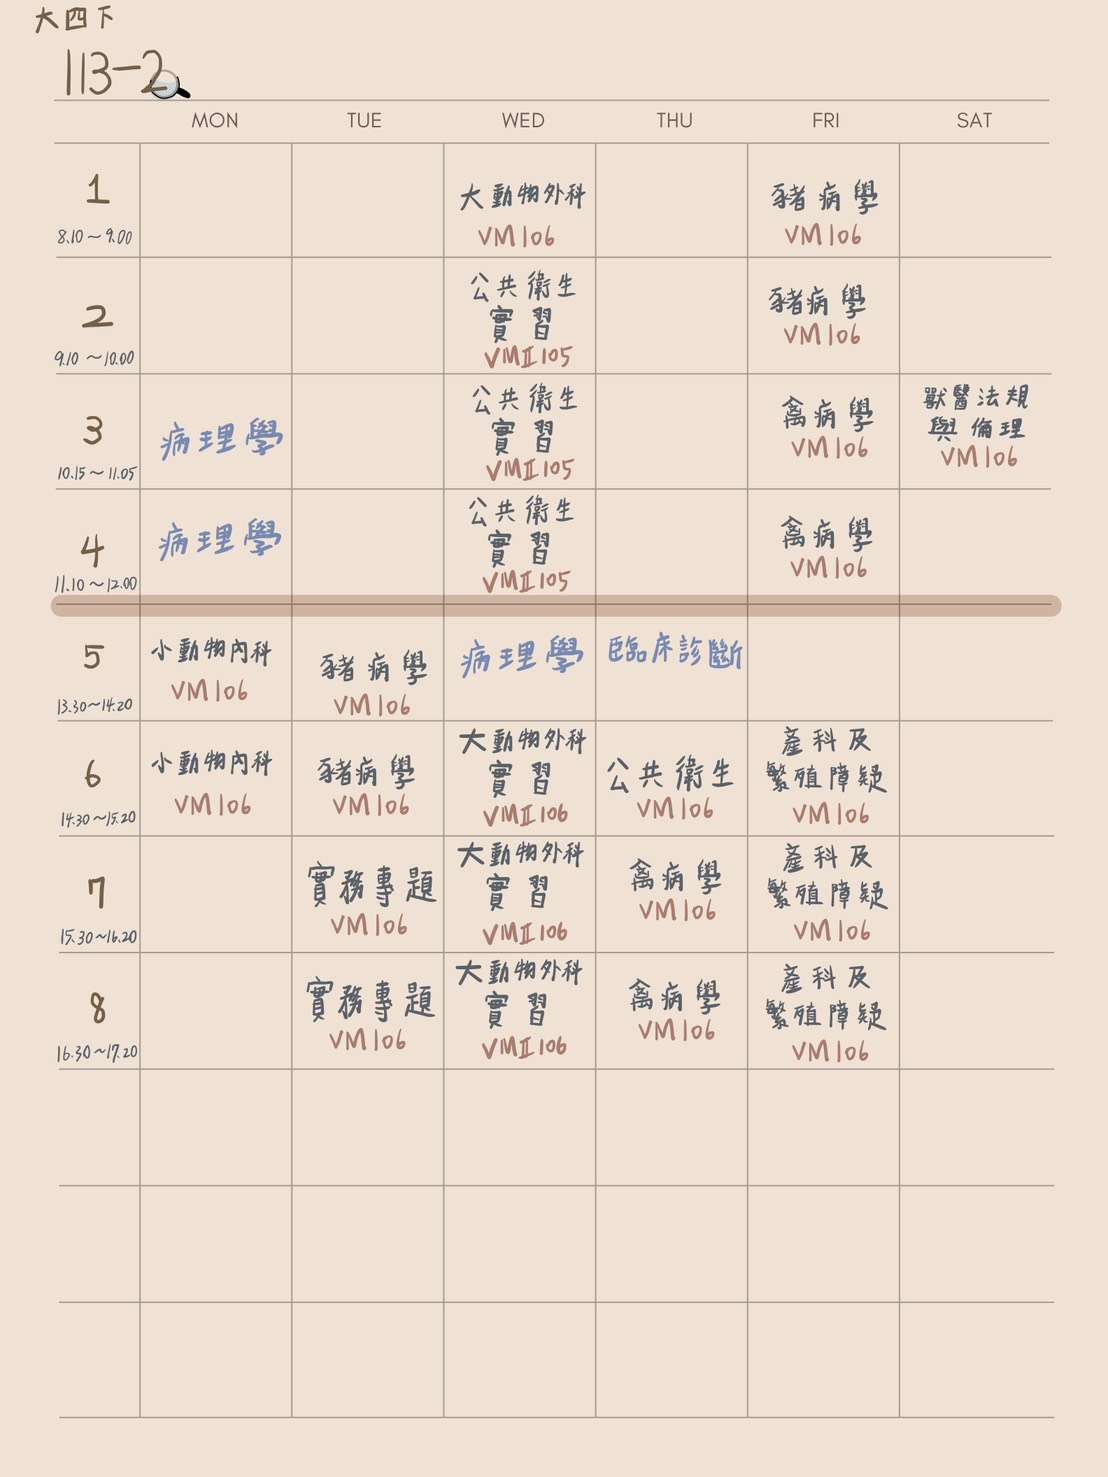 大四下
113-2
MON TUE WED THU FRI SAT
1
8.10～9.00
大動物外科
VM106
豬病學
VM106
2
9.10～10.00
公共衛生
實習
VMII105
豬病學
VM106
3
10.15～11.05
病理學
公共衛生
實習
VMII105
禽病學
VM106
獸醫法規
與倫理
VM106
4
11.10～12.00
病理學
公共衛生
實習
VMII105
禽病學
VM106
5
13.30～14.20
小動物內科
VM106
豬病學
VM106
病理學
臨床診斷
6
14.30～15.20
小動物內科
VM106
豬病學
VM106
大動物外科
實習
VMII106
公共衛生
VM106
產科及
繁殖障疑
VM106
7
15.30～16.20
實務專題
VM106
大動物外科
實習
VMII106
禽病學
VM106
產科及
繁殖障疑
VM106
8
16.30～17.20
實務專題
VM106
大動物外科
實習
VMII106
禽病學
VM106
產科及
繁殖障疑
VM106